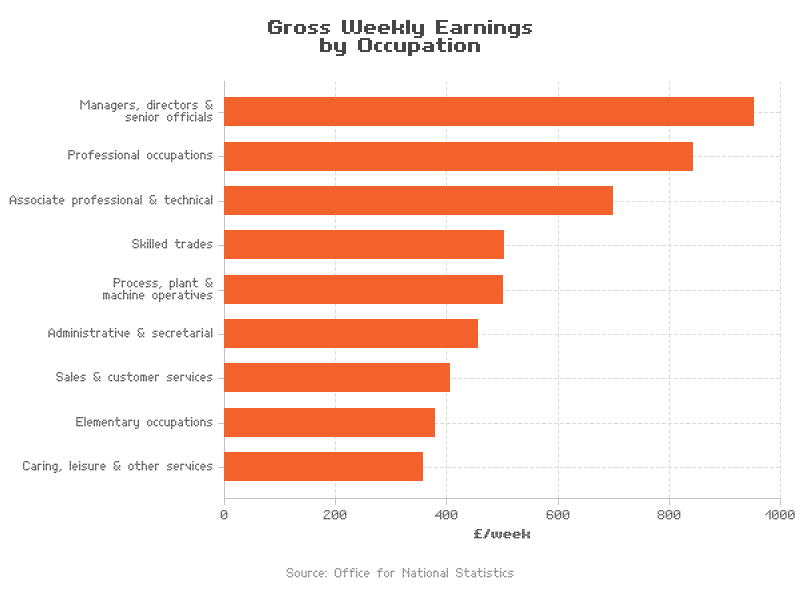 Gross Weekly Earnings
by Occupation
Managers, directors &
senior officials
Professional occupations
Associate professional & technical
Skilled trades
Process, plant &
machine operatives
Administrative & secretarial
Sales & customer services
Elementary occupations
Caring, leisure & other services
0 200 400 600 800 1000
£/week
Source: Office for National Statistics